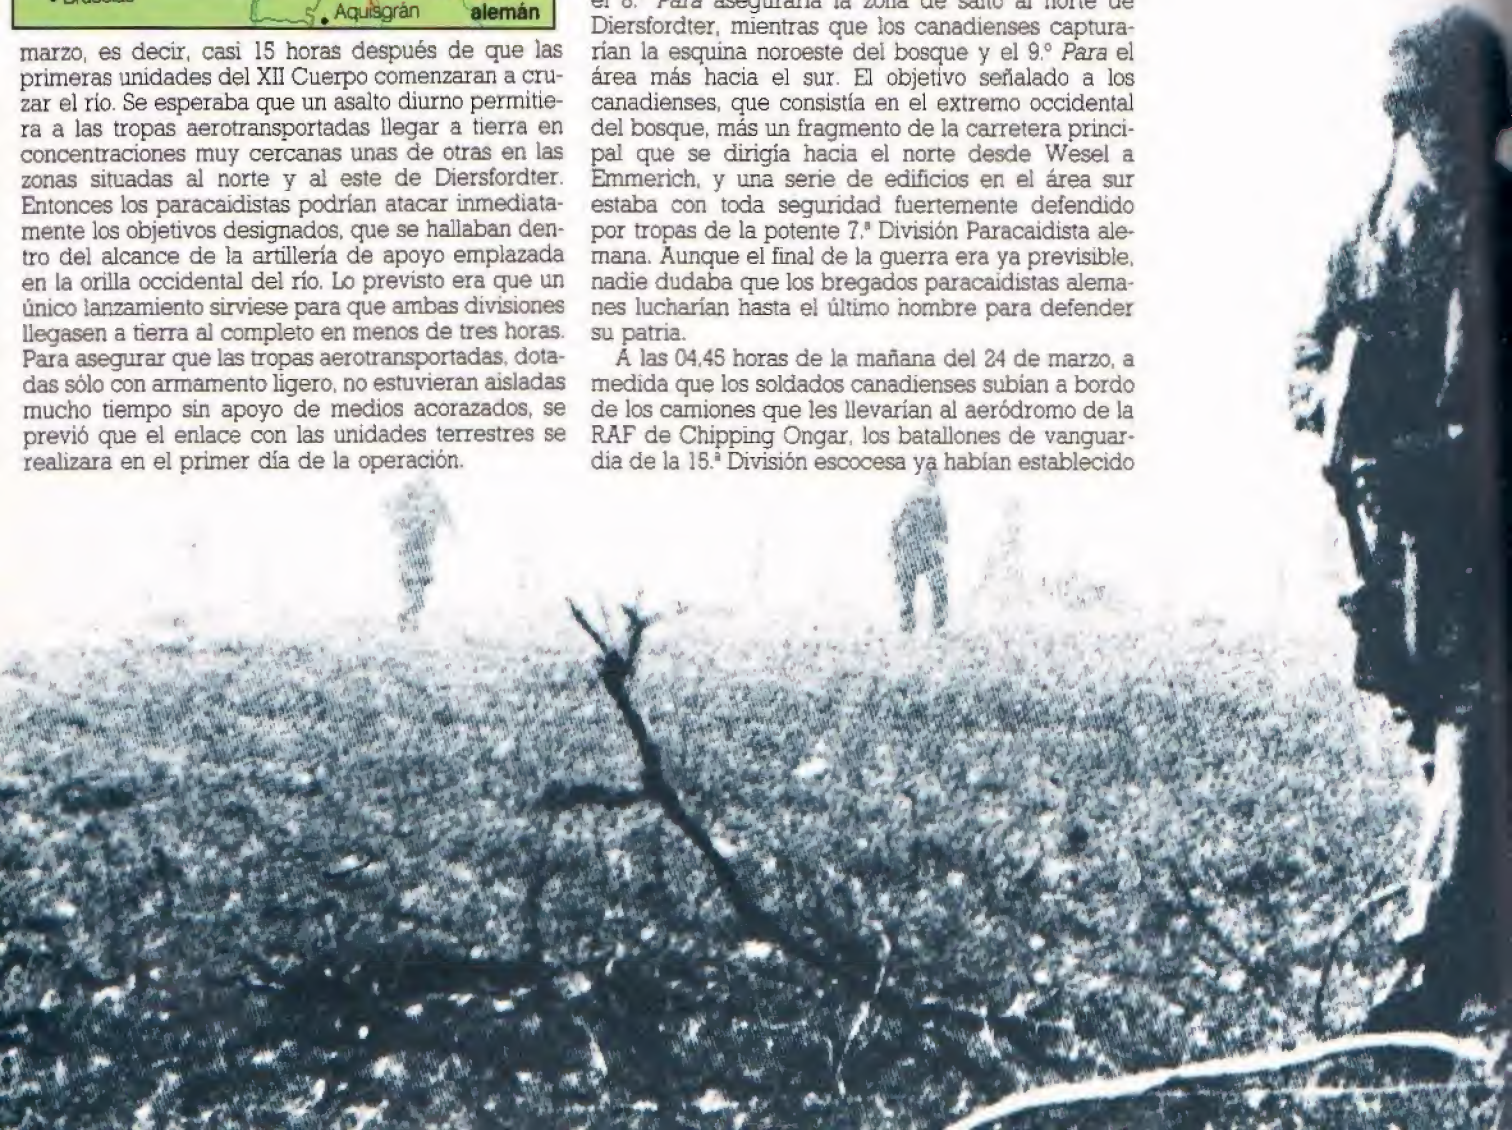 Aquisgrán
alemán
marzo, es decir, casi 15 horas después de que las
primeras unidades del XII Cuerpo comenzaran a cru-
zar el río. Se esperaba que un asalto diurno permitie-
ra a las tropas aerotransportadas llegar a tierra en
concentraciones muy cercanas unas de otras en las
zonas situadas al norte y al este de Diersfordter.
Entonces los paracaidistas podrían atacar inmediata-
mente los objetivos designados, que se hallaban den-
tro del alcance de la artillería de apoyo emplazada
en la orilla occidental del río. Lo previsto era que un
único lanzamiento sirviese para que ambas divisiones
llegasen a tierra al completo en menos de tres horas.
Para asegurar que las tropas aerotransportadas, dota-
das sólo con armamento ligero, no estuvieran aisladas
mucho tiempo sin apoyo de medios acorazados, se
previó que el enlace con las unidades terrestres se
realizara en el primer día de la operación.
el 8.º Para aseguraría la zona de salto al norte de
Diersfordter, mientras que los canadienses captura-
rían la esquina noroeste del bosque y el 9.º Para el
área más hacia el sur. El objetivo señalado a los
canadienses, que consistía en el extremo occidental
del bosque, más un fragmento de la carretera princi-
pal que se dirigía hacia el norte desde Wesel a
Emmerich, y una serie de edificios en el área sur
estaba con toda seguridad fuertemente defendido
por tropas de la potente 7.ª División Paracaidista ale-
mana. Aunque el final de la guerra era ya previsible,
nadie dudaba que los bregados paracaidistas alema-
nes lucharían hasta el último hombre para defender
su patria.
A las 04,45 horas de la mañana del 24 de marzo, a
medida que los soldados canadienses subían a bordo
de los camiones que les llevarían al aeródromo de la
RAF de Chipping Ongar, los batallones de vanguar-
dia de la 15.ª División escocesa ya habían establecido